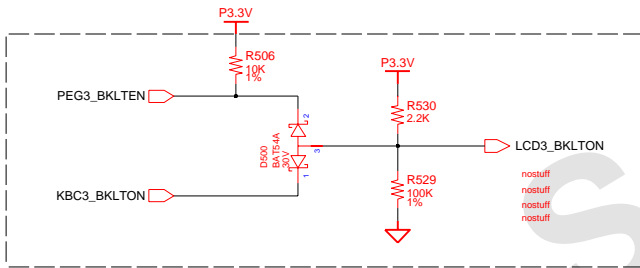 P3.3V
R506
10K
1%
P3.3V
PEG3_BKLTEN
R530
2.2K
2
D500
BAT54A
30V
3
LCD3_BKLTON
1
KBC3_BKLTON
R529
100K
1%
nostuff
nostuff
nostuff
nostuff
S